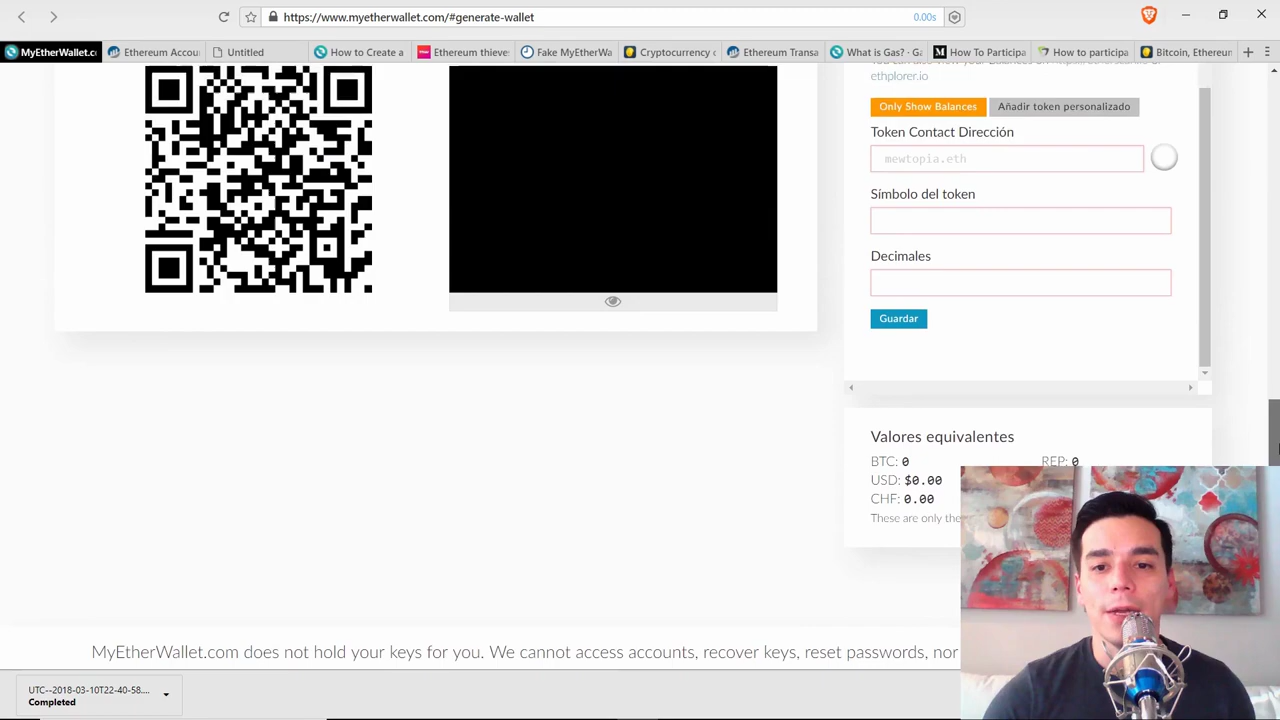 https://www.myetherwallet.com/#generate-wallet
0.00s
MyEtherWallet.c
Ethereum Accou
Untitled
How to Create a
Ethereum thieve
Fake MyEtherWa
Cryptocurrency
Ethereum Transa
What is Gas?
How To Participa
How to participa
Bitcoin, Ethereum
ethplorer.io
Only Show Balances
Añadir token personalizado
Token Contact Dirección
mewtopia.eth
Símbolo del token
Decimales
Guardar
Valores equivalentes
BTC: 0
REP: 0
USD: $0.00
CHF: 0.00
These are only the
MyEtherWallet.com does not hold your keys for you. We cannot access accounts, recover keys, reset passwords, nor
UTC--2018-03-10T22-40-58....
Completed